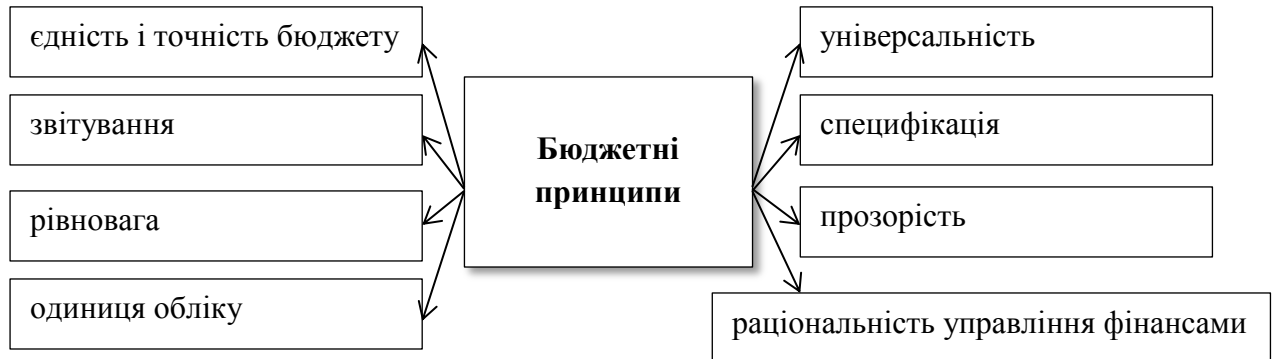 єдність і точність бюджету
звітування
рівновага
одиниця обліку
Бюджетні
принципи
універсальність
специфікація
прозорість
раціональність управління фінансами